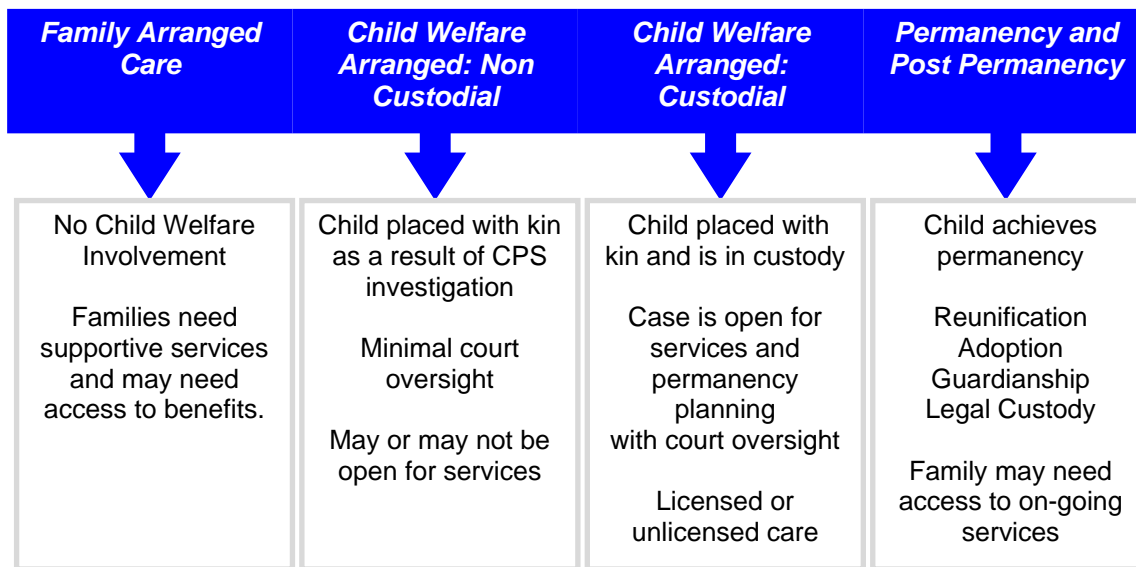 Family Arranged
Care
Child Welfare
Arranged: Non
Custodial
Child Welfare
Arranged:
Custodial
Permanency and
Post Permanency
No Child Welfare
Involvement
Families need
supportive services
and may need
access to benefits.
Child placed with kin
as a result of CPS
investigation
Minimal court
oversight
May or may not be
open for services
Child placed with
kin and is in custody
Case is open for
services and
permanency
planning
with court oversight
Licensed or
unlicensed care
Child achieves
permanency
Reunification
Adoption
Guardianship
Legal Custody
Family may need
access to on-going
services